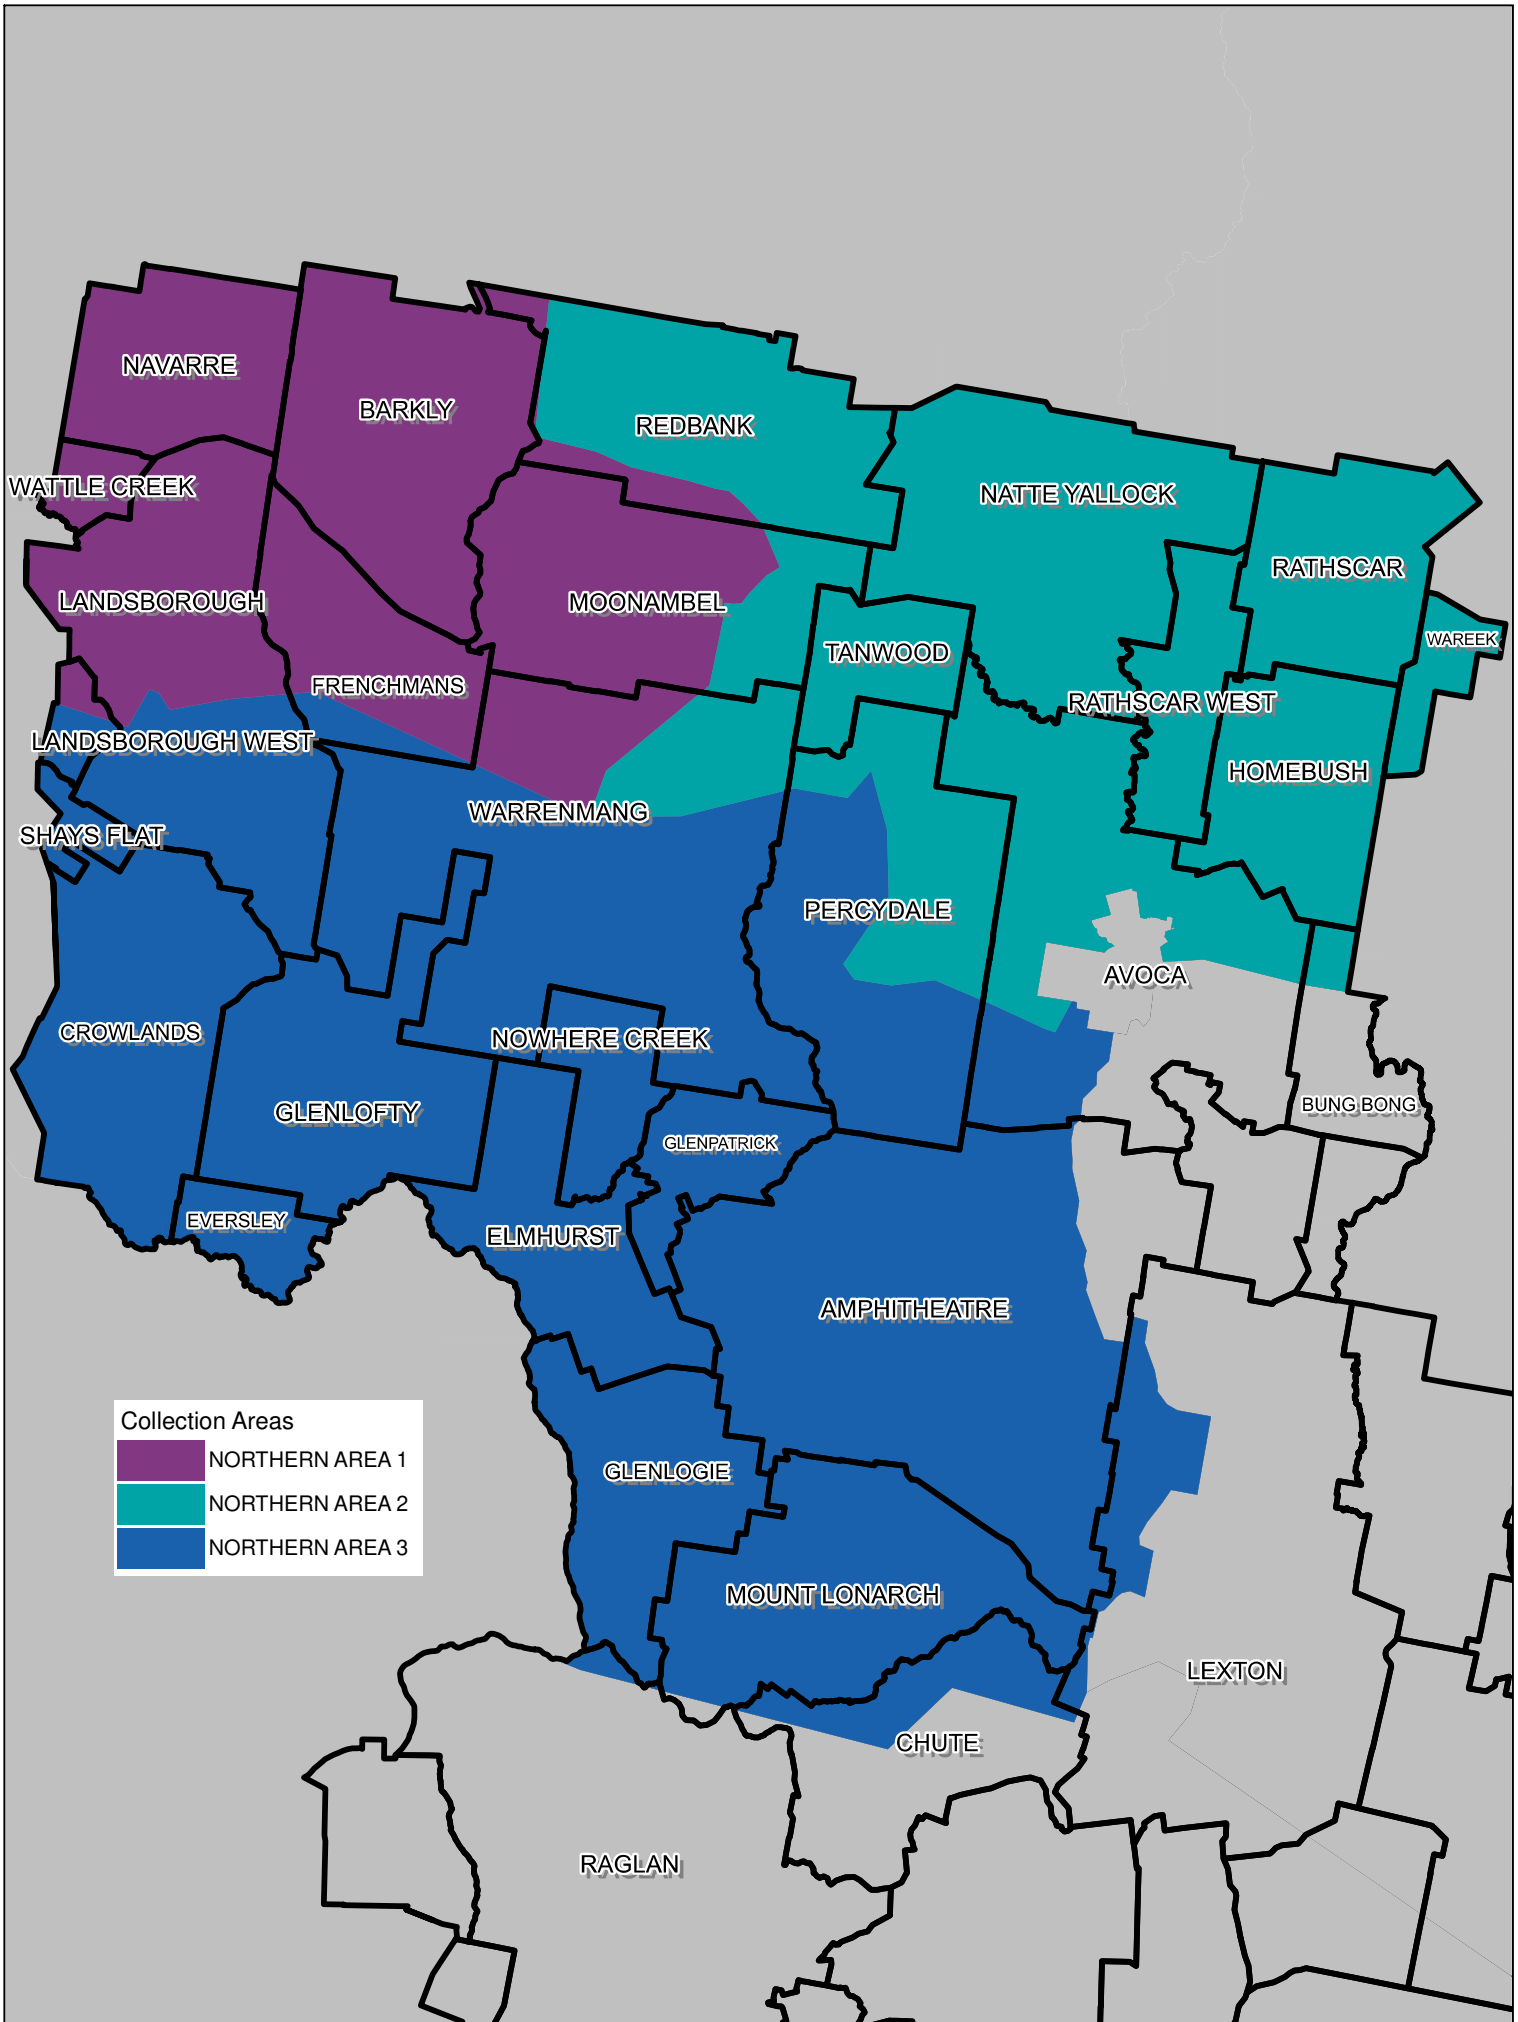 NAVARRE
BARKLY
REDBANK
WATTLE CREEK
NATTE YALLOCK
RATHSCAR
LANDSBOROUGH
MOONAMBEL
WAREEK
TANWOOD
FRENCHMANS
RATHSCAR WEST
LANDSBOROUGH WEST
HOMEBUSH
WARRENMANG
SHAYS FLAT
PERCYDALE
AVOCA
CROWLANDS
NOWHERE CREEK
GLENLOFTY
BUNG BONG
GLENPATRICK
EVERSLEY
ELMHURST
AMPHITHEATRE
Collection Areas
NORTHERN AREA 1
NORTHERN AREA 2
NORTHERN AREA 3
GLENLOGIE
MOUNT LONARCH
LEXTON
CHUTE
RAGLAN